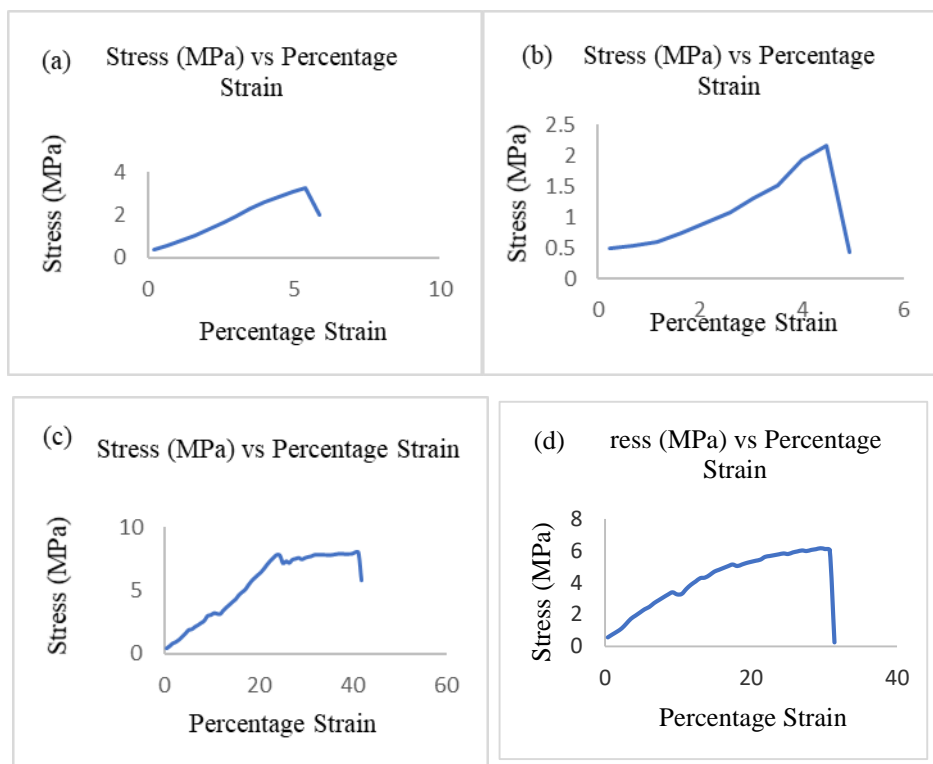 (a)
Stress (MPa) vs Percentage
Strain
Stress (MPa)
4
2
0
0
5
10
Percentage Strain
(b)
Stress (MPa) vs Percentage
Strain
Stress (MPa)
2.5
2
1.5
1
0.5
0
0
2
4
6
Percentage Strain
(c)
Stress (MPa) vs Percentage Strain
Stress (MPa)
10
5
0
0
20
40
60
Percentage Strain
(d)
ress (MPa) vs Percentage
Strain
Stress (MPa)
8
6
4
2
0
0
20
40
Percentage Strain